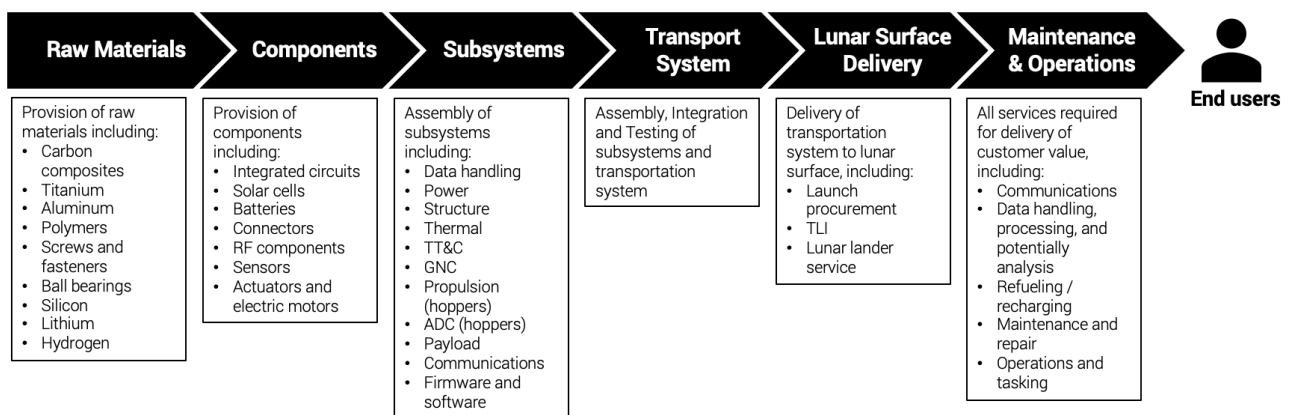 Raw Materials
Components
Subsystems
Transport
System
Lunar Surface
Delivery
Maintenance
& Operations
End users
Provision of raw
materials including:
• Carbon
composites
• Titanium
• Aluminum
• Polymers
• Screws and
fasteners
• Ball bearings
• Silicon
• Lithium
• Hydrogen
Provision of
components
including:
• Integrated circuits
• Solar cells
• Batteries
• Connectors
• RF components
• Sensors
• Actuators and
electric motors
Assembly of
subsystems
including:
• Data handling
• Power
• Structure
• Thermal
• TT&C
• GNC
• Propulsion
(hoppers)
• ADC (hoppers)
• Payload
• Communications
• Firmware and
software
Assembly, Integration
and Testing of
subsystems and
transportation
system
Delivery of
transportation
system to lunar
surface, including:
• Launch
procurement
• TLI
• Lunar lander
service
All services required
for delivery of
customer value,
including:
• Communications
• Data handling,
processing, and
potentially
analysis
• Refueling /
recharging
• Maintenance and
repair
• Operations and
tasking